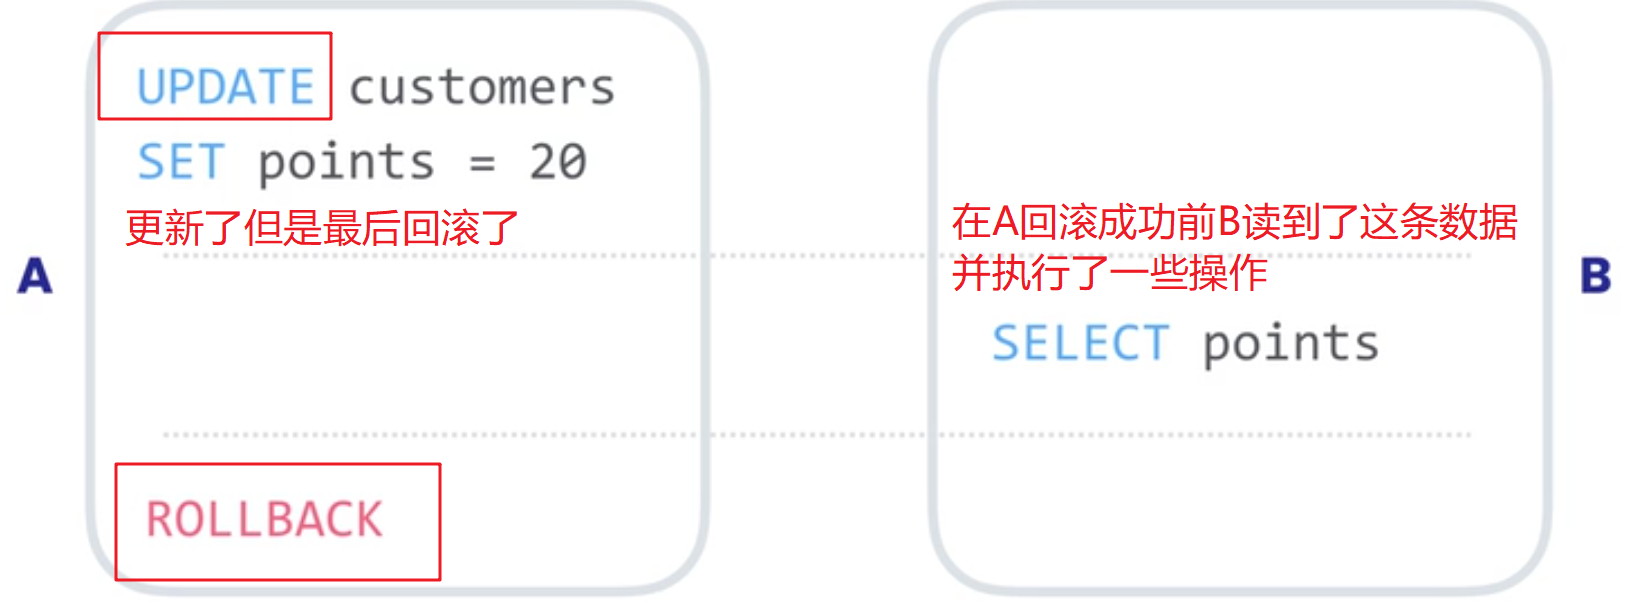 UPDATE customers
SET points = 20
更新了但是最后回滚了
A
ROLLBACK
在A回滚成功前B读到了这条数据
并执行了一些操作
SELECT points
B